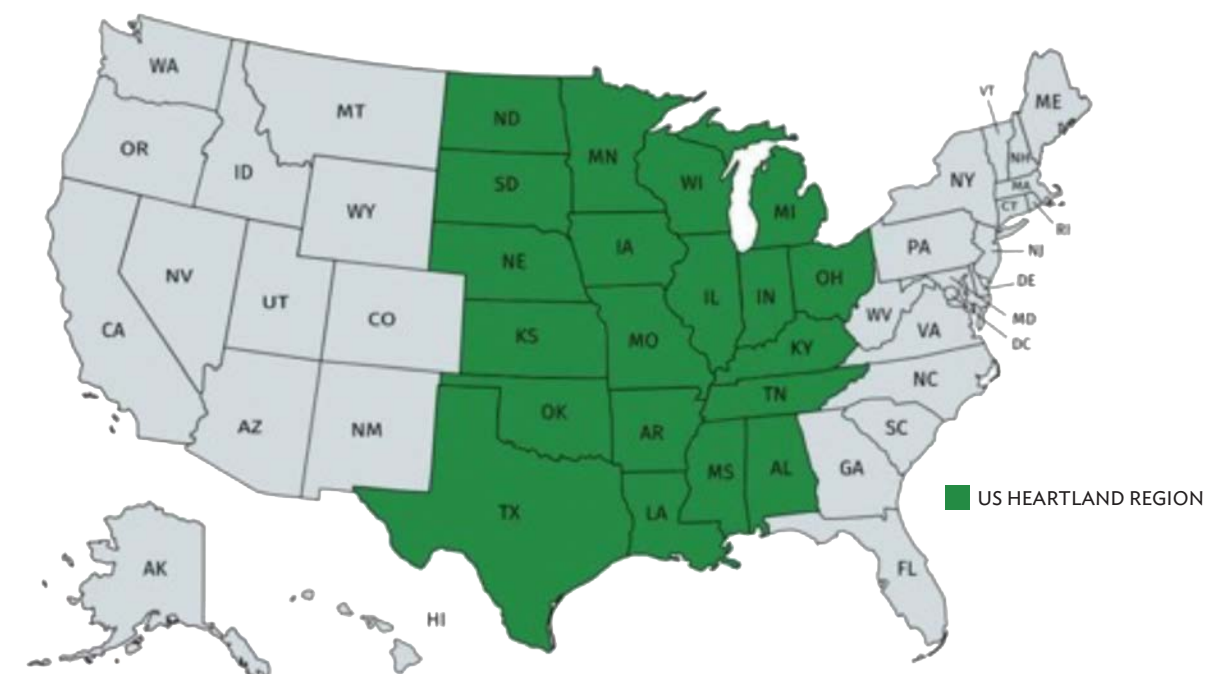 WA
MT
ND
MN
VT
ME
OR
ID
SD
WI
MI
NY
NH
MA
CT
RI
WY
NV
UT
CO
CA
NE
IA
IL
IN
OH
PA
NJ
DE
MD
DC
WV
VA
KS
MO
KY
NC
AZ
NM
OK
AR
TN
SC
MS
AL
GA
TX
LA
US HEARTLAND REGION
FL
AK
HI